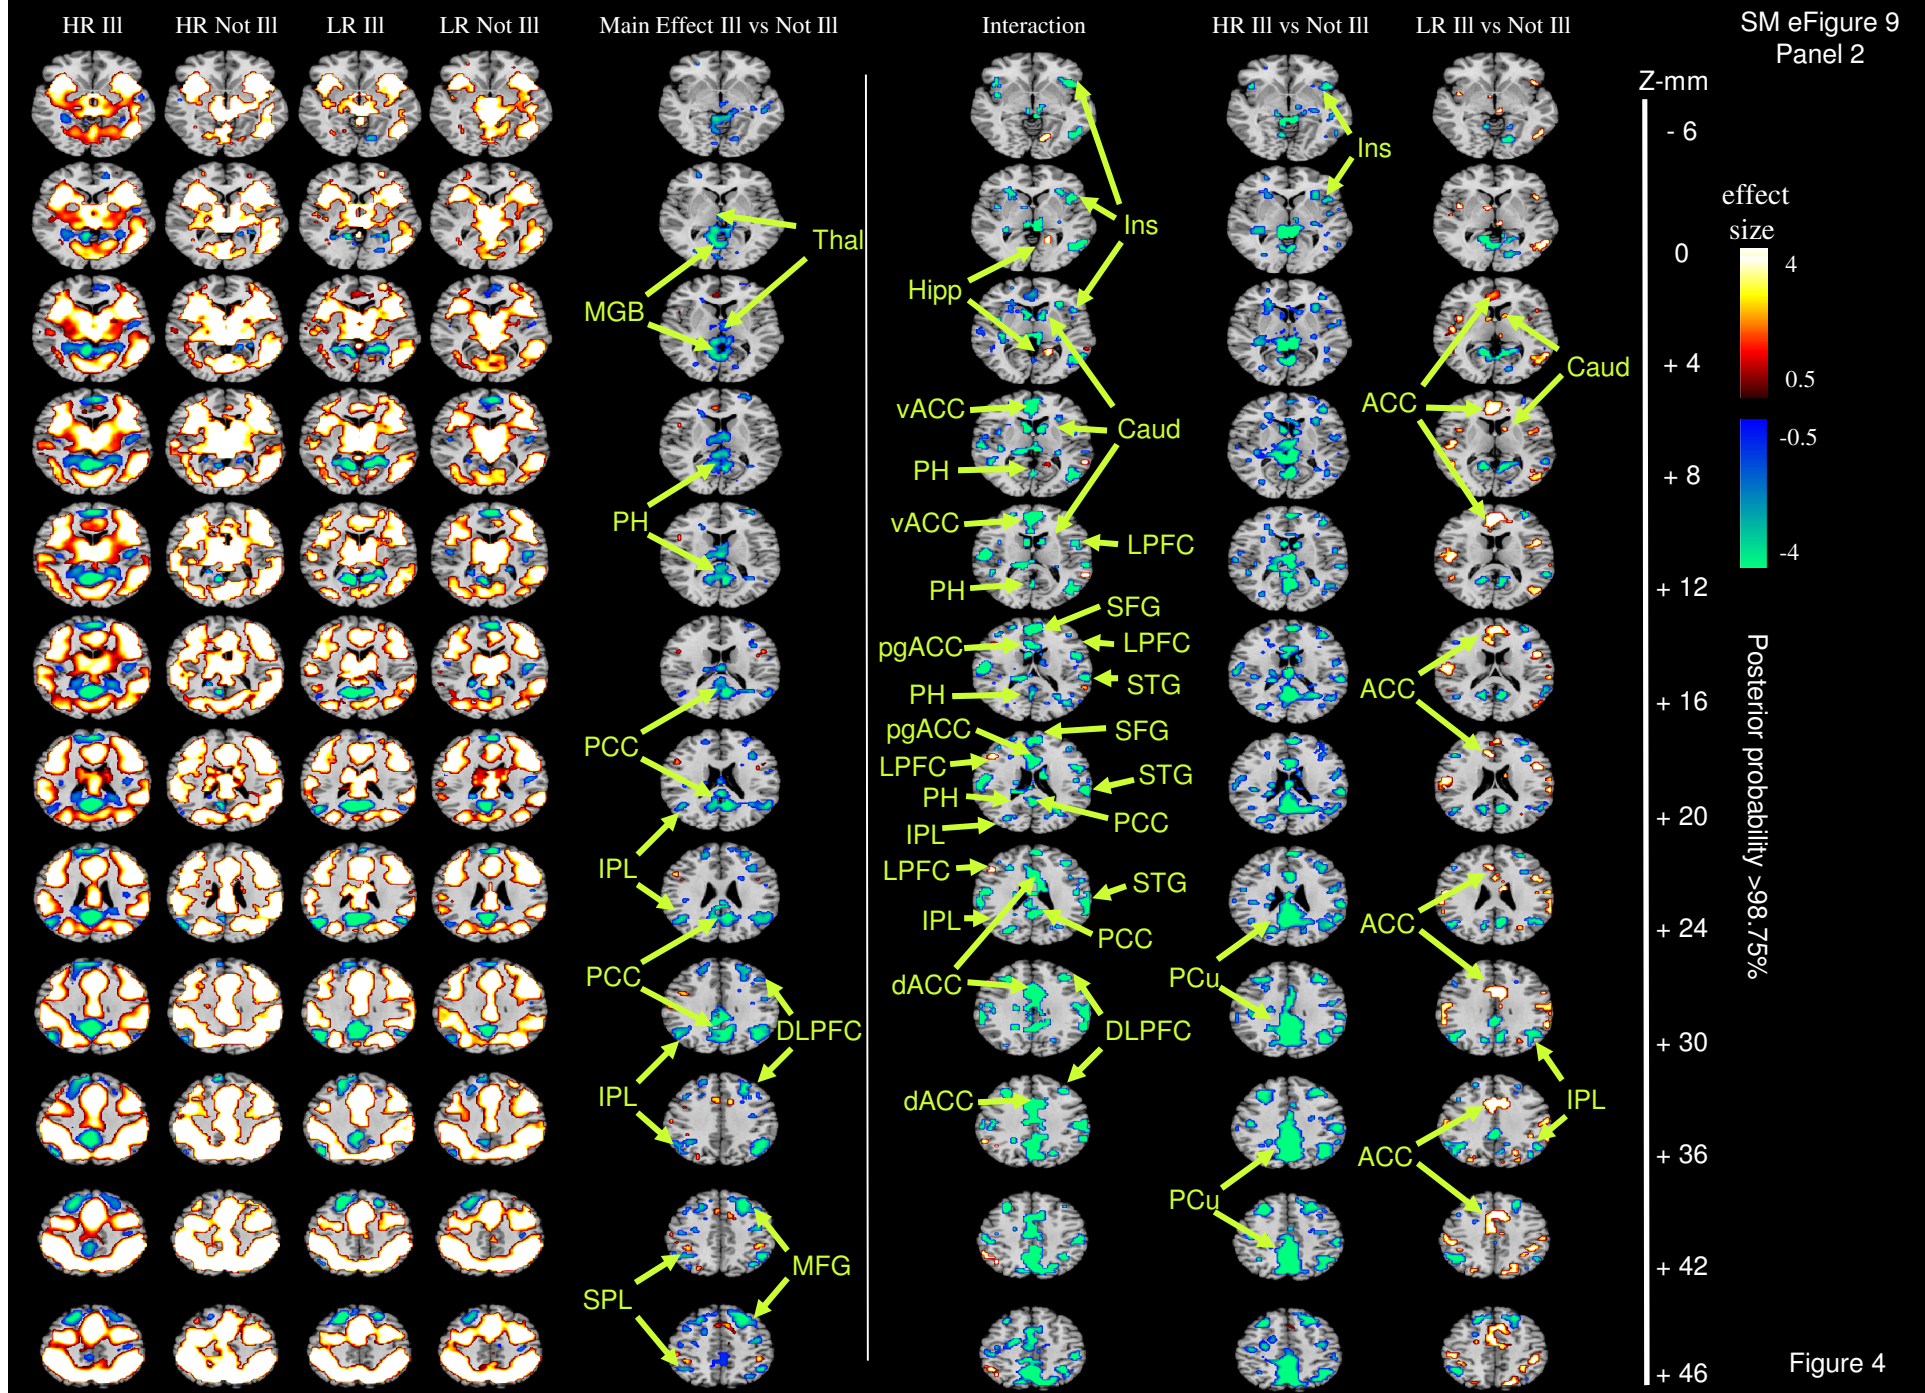 HR Ill
HR Not Ill
LR Ill
LR Not Ill
Main Effect Ill vs Not Ill
Interaction
HR Ill vs Not Ill
LR Ill vs Not Ill
SM eFigure 9
Panel 2
Z-mm
- 6
0
+ 4
+ 8
+ 12
+ 16
+ 20
+ 24
+ 30
+ 36
+ 42
+ 46
effect
size
4
0.5
-0.5
-4
Posterior probability >98.75%
Figure 4
Thal
MGB
PH
PCC
IPL
PCC
DLPFC
IPL
MFG
SPL
Ins
Hipp
vACC
Caud
PH
vACC
LPFC
PH
SFG
pgACC
LPFC
PH
STG
pgACC
SFG
LPFC
STG
PH
PCC
IPL
LPFC
STG
IPL
PCC
dACC
DLPFC
dACC
Ins
PCu
PCu
Caud
ACC
ACC
ACC
IPL
ACC